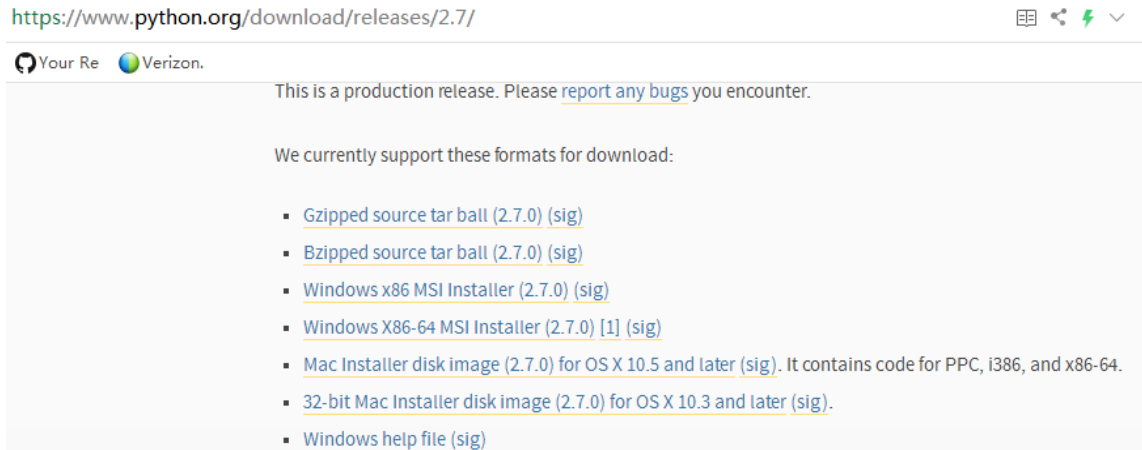 https://www.python.org/download/releases/2.7/
Your Re Verizon.
This is a production release. Please report any bugs you encounter.
We currently support these formats for download:
Gzipped source tar ball (2.7.0) (sig)
Bzipped source tar ball (2.7.0) (sig)
Windows x86 MSI Installer (2.7.0) (sig)
Windows X86-64 MSI Installer (2.7.0) [1] (sig)
Mac Installer disk image (2.7.0) for OS X 10.5 and later (sig). It contains code for PPC, i386, and x86-64.
32-bit Mac Installer disk image (2.7.0) for OS X 10.3 and later (sig).
Windows help file (sig)